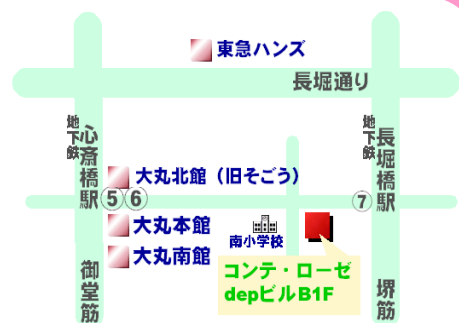 東急ハンズ
長堀通り
地下鉄
心斎橋駅
地下鉄
長堀橋駅
大丸北館（旧そごう）
⑤⑥
⑦
大丸本館
南小学校
大丸南館
コンテ・ローゼ
depビルB1F
御堂筋
堺筋